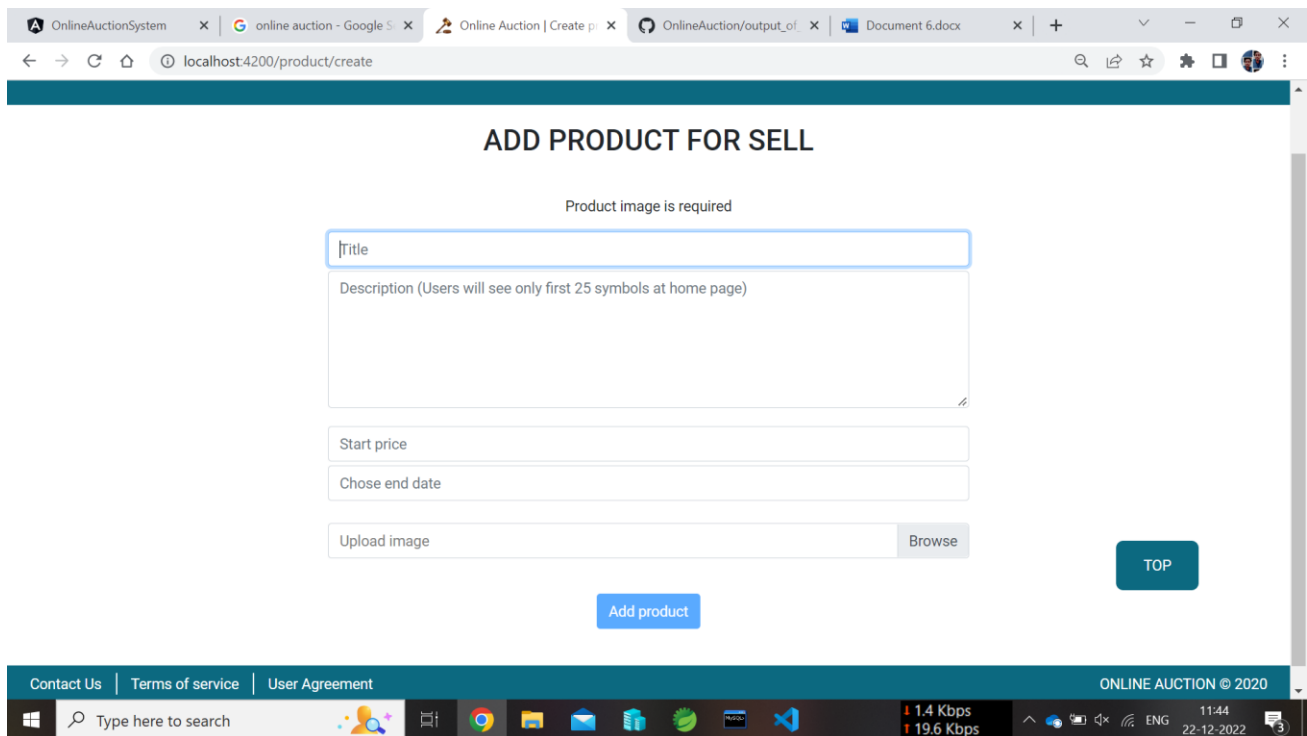 OnlineAuctionSystem
online auction - Google S
Online Auction | Create p
OnlineAuction/output_of_
Document 6.docx
localhost:4200/product/create
ADD PRODUCT FOR SELL
Product image is required
Title
Description (Users will see only first 25 symbols at home page)
Start price
Chose end date
Upload image
Browse
TOP
Add product
Contact Us | Terms of service | User Agreement
ONLINE AUCTION © 2020
Type here to search
1.4 Kbps
19.6 Kbps
ENG
11:44
22-12-2022
3